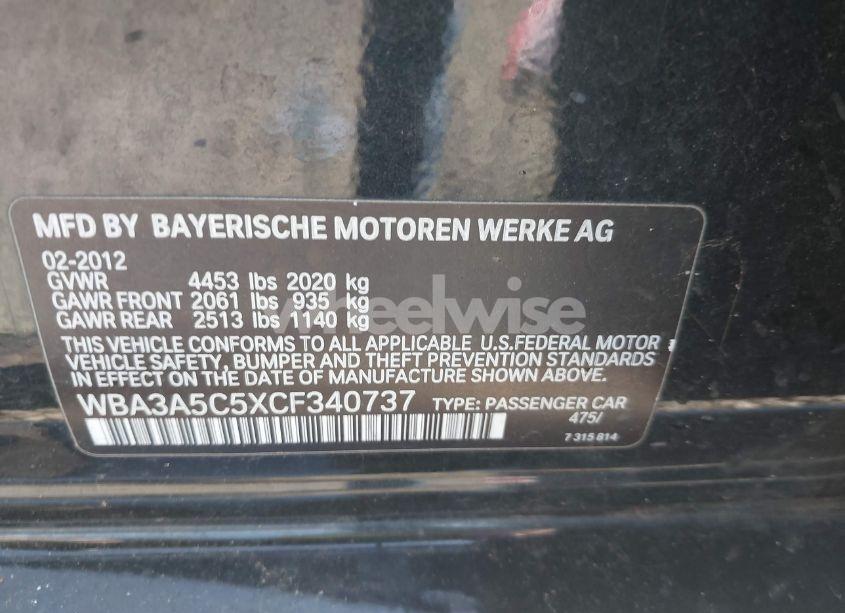 MFD BY BAYERISCHE MOTOREN WERKE AG
02-2012
GVWR 4453 lbs 2020 kg
GAWR FRONT 2061 lbs 935 kg
GAWR REAR 2513 lbs 1140 kg
wheelwise
THIS VEHICLE CONFORMS TO ALL APPLICABLE U.S.FEDERAL MOTOR
VEHICLE SAFETY, BUMPER AND THEFT PREVENTION STANDARDS
IN EFFECT ON THE DATE OF MANUFACTURE SHOWN ABOVE.
WBA3A5C5XCF340737 TYPE: PASSENGER CAR
475/
7 315 814